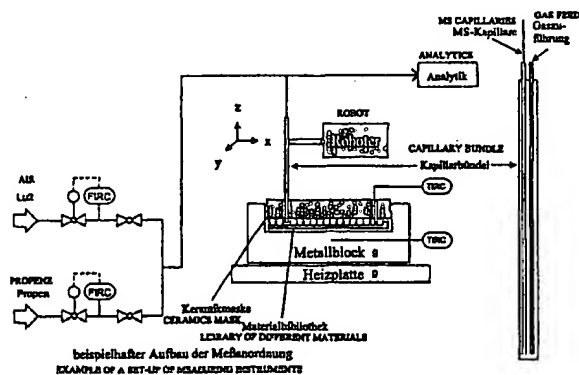 MS CAPILLARIES
MS-Kapillare
GAS FEED
Gaszu-
führung
ANALYTICS
Analytik
ROBOT
Roboter
z
x
y
CAPILLARY BUNDLE
Kapillarbündel
AIR
Luft
FIRC
TIRC
TIRC
Metallblock
Heizplatte
PROPENE
Propen
FIRC
Keramikmaske
CERAMICS MASK
Materialbibliothek
LIBRARY OF DIFFERENT MATERIALS
beispielhafter Aufbau der Meßanordnung
EXAMPLE OF A SET-UP OF MEASURING INSTRUMENTS